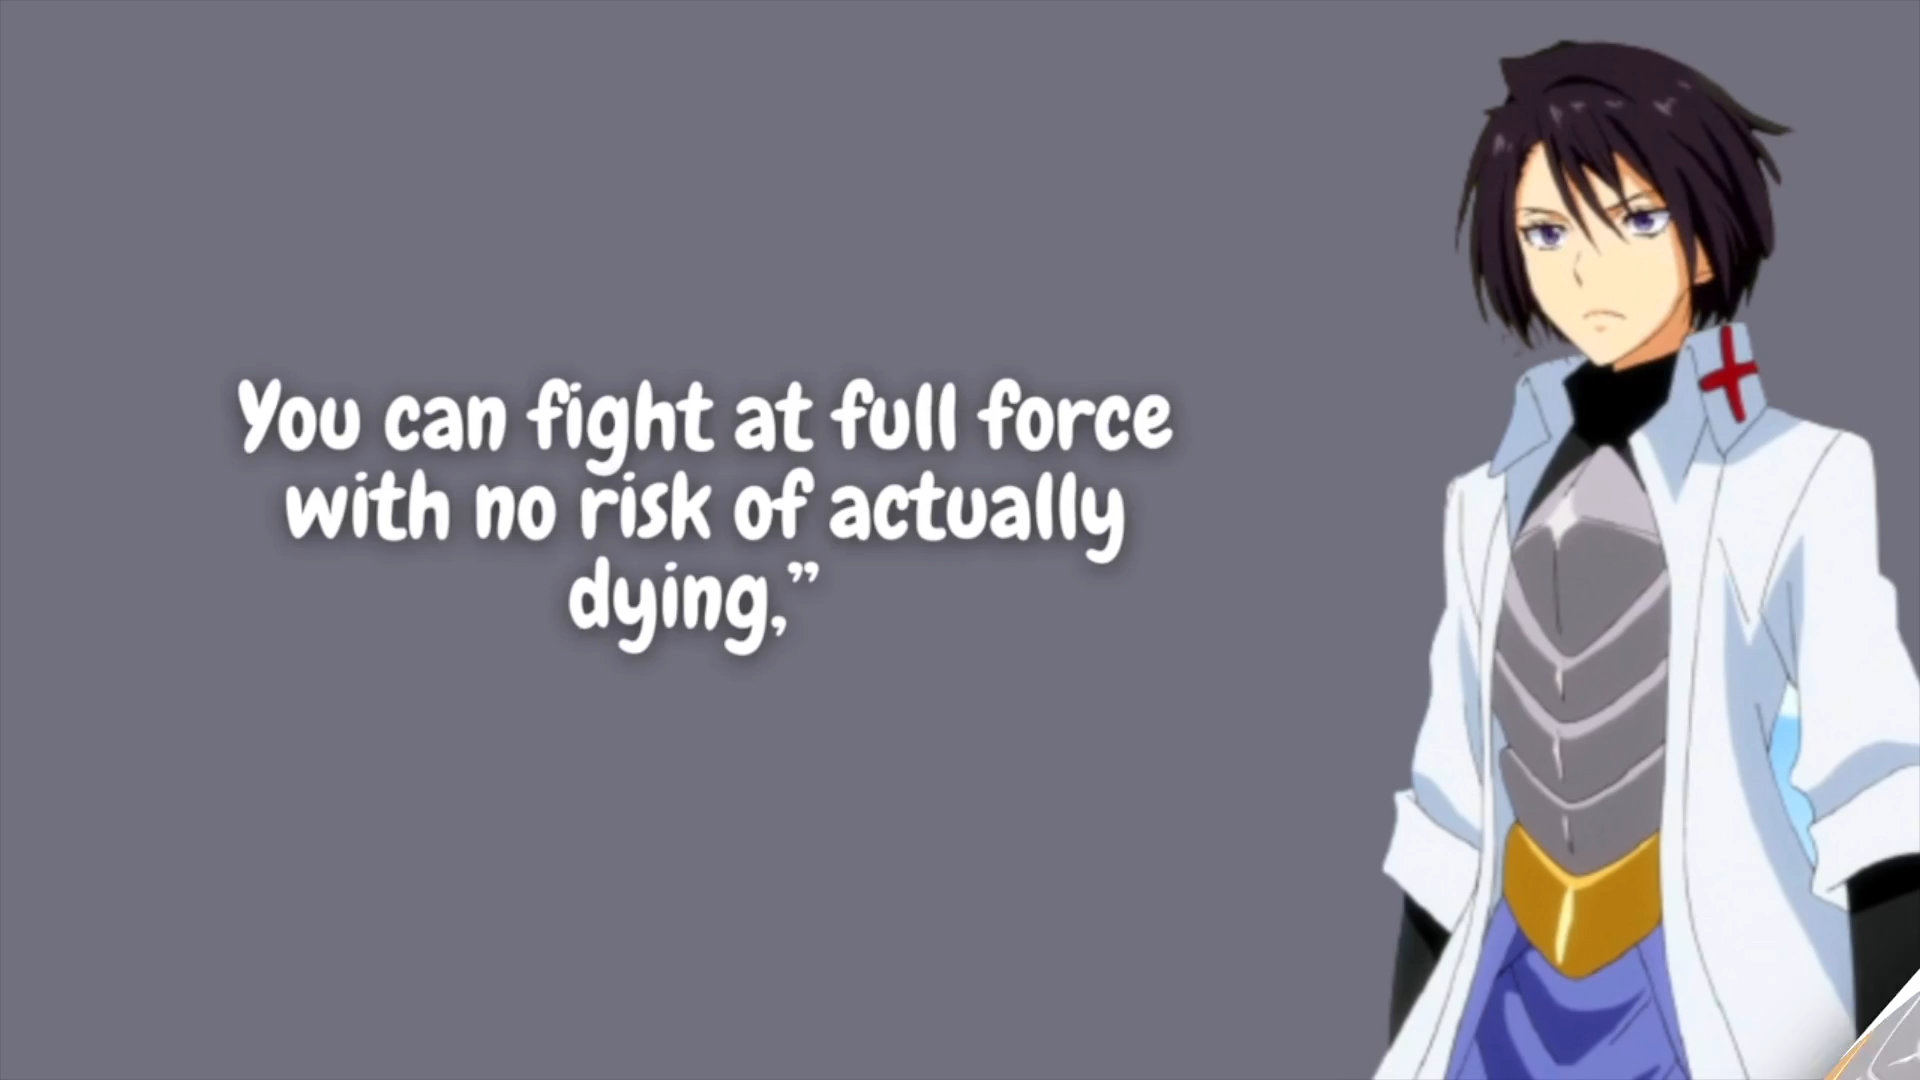 You can fight at full force
with no risk of actually
dying,”